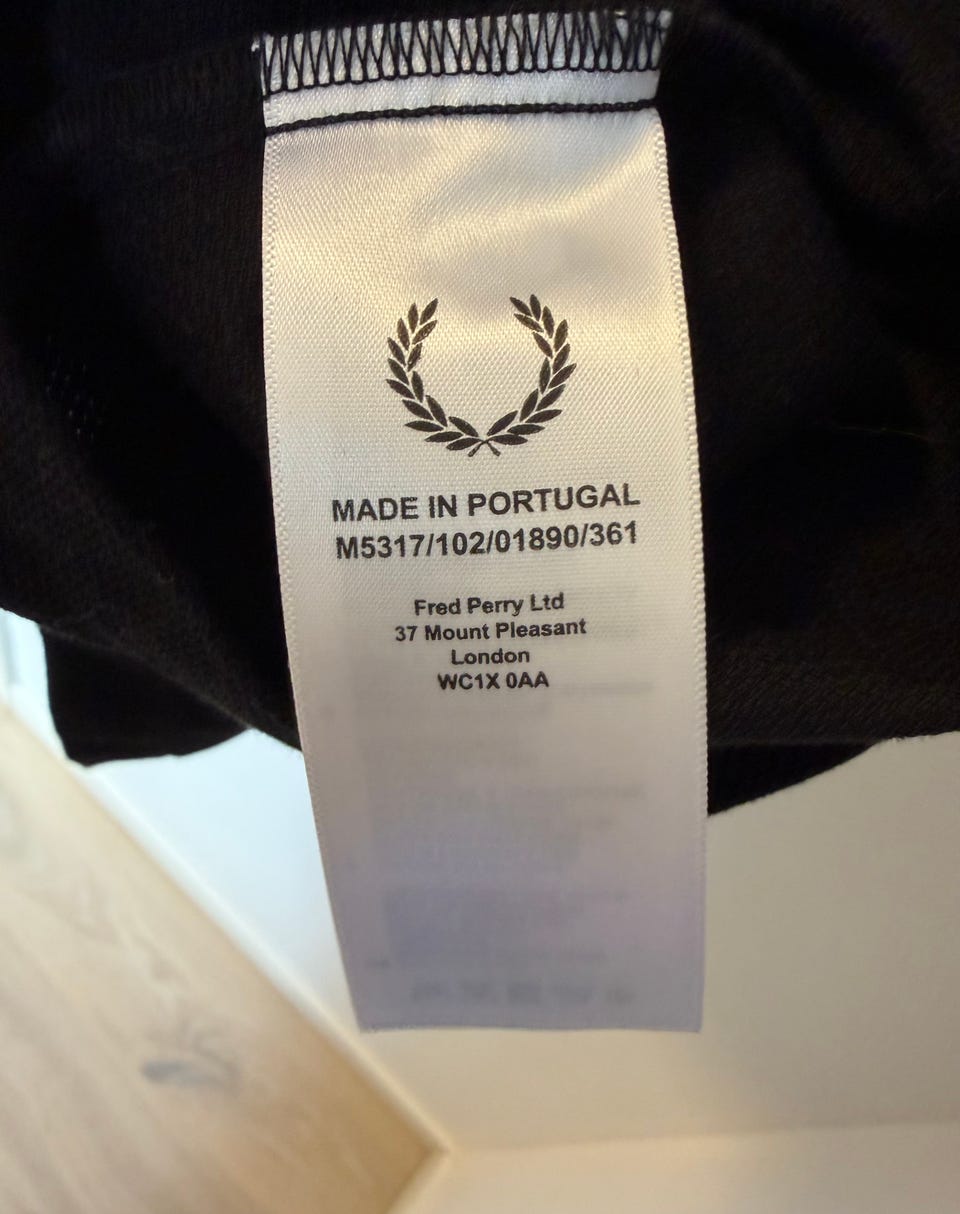 MADE IN PORTUGAL
M5317/102/01890/361
Fred Perry Ltd
37 Mount Pleasant
London
WC1X 0AA